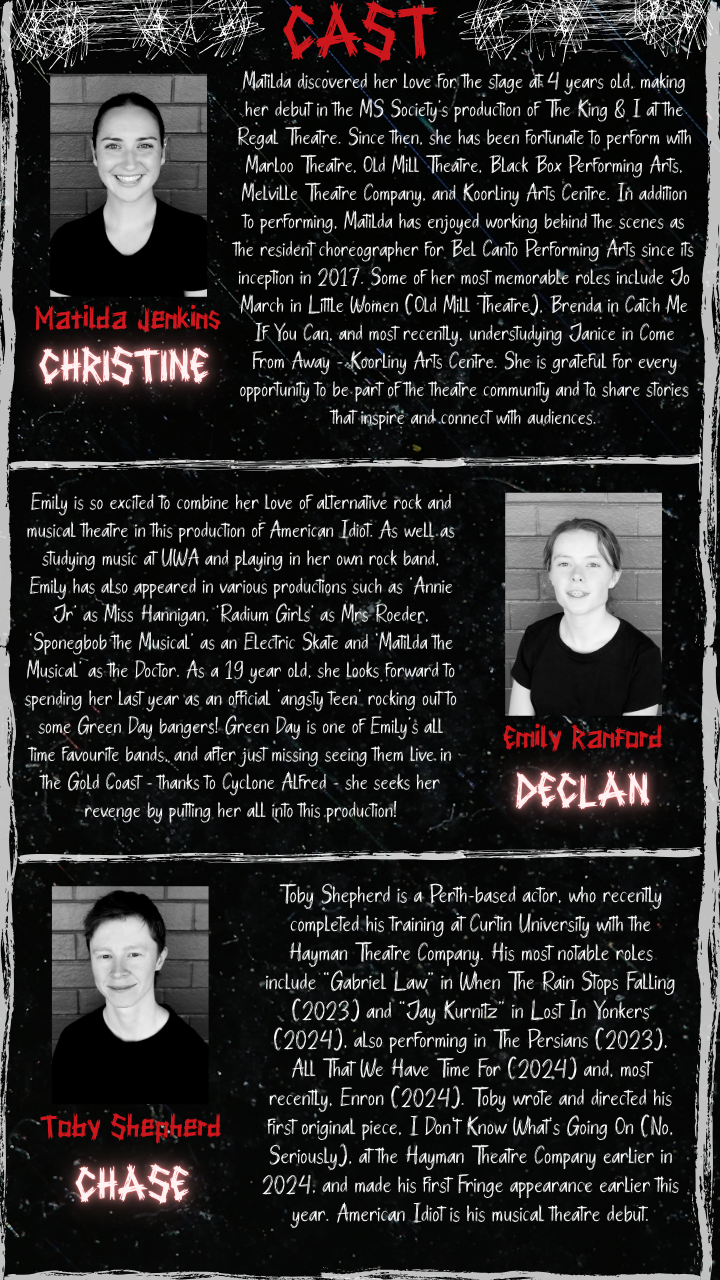 CAST
Matilda discovered her love for the stage at 4 years old, making
her debut in the MS Society's production of The King & I at the
Regal Theatre. Since then, she has been fortunate to perform with
Marloo Theatre, Old Mill Theatre, Black Box Performing Arts,
Melville Theatre Company, and Koorliny Arts Centre. In addition
to performing, Matilda has enjoyed working behind the scenes as
the resident choreographer for Bel Canto Performing Arts since its
inception in 2017. Some of her most memorable roles include Jo
March in Little Women (Old Mill Theatre), Brenda in Catch Me
If You Can, and most recently, understudying Janice in Come
From Away - Koorliny Arts Centre. She is grateful for every
opportunity to be part of the theatre community and to share stories
that inspire and connect with audiences.
Matilda Jenkins
CHRISTINE
Emily is so excited to combine her love of alternative rock and
musical theatre in this production of American Idiot. As well as
studying music at UWA and playing in her own rock band,
Emily has also appeared in various productions such as 'Annie
Jr' as Miss Hannigan, 'Radium Girls' as Mrs Roeder,
'Sponegbob the Musical' as an Electric Skate and 'Matilda the
Musical' as the Doctor. As a 19 year old, she looks forward to
spending her last year as an official 'angsty teen' rocking out to
some Green Day bangers! Green Day is one of Emily's all
time favourite bands, and after just missing seeing them live in
the Gold Coast - thanks to Cyclone Alfred - she seeks her
revenge by putting her all into this production!
Emily Ranford
DECLAN
Toby Shepherd is a Perth-based actor, who recently
completed his training at Curtin University with the
Hayman Theatre Company. His most notable roles
include "Gabriel Law" in When The Rain Stops Falling
(2023) and "Jay Kurnitz" in Lost In Yonkers
(2024), also performing in The Persians (2023),
All That We Have Time For (2024) and, most
recently, Enron (2024). Toby wrote and directed his
first original piece, I Don't Know What's Going On (No,
Seriously), at the Hayman Theatre Company earlier in
2024, and made his first Fringe appearance earlier this
year. American Idiot is his musical theatre debut.
Toby Shepherd
CHASE